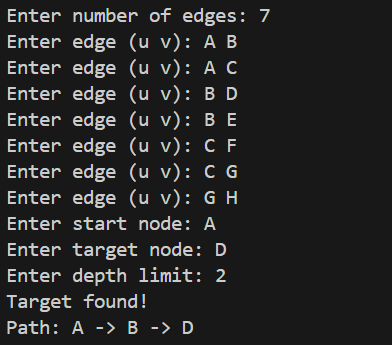 Enter number of edges: 7
Enter edge (u v): A B
Enter edge (u v): A C
Enter edge (u v): B D
Enter edge (u v): B E
Enter edge (u v): C F
Enter edge (u v): C G
Enter edge (u v): G H
Enter start node: A
Enter target node: D
Enter depth limit: 2
Target found!
Path: A -> B -> D